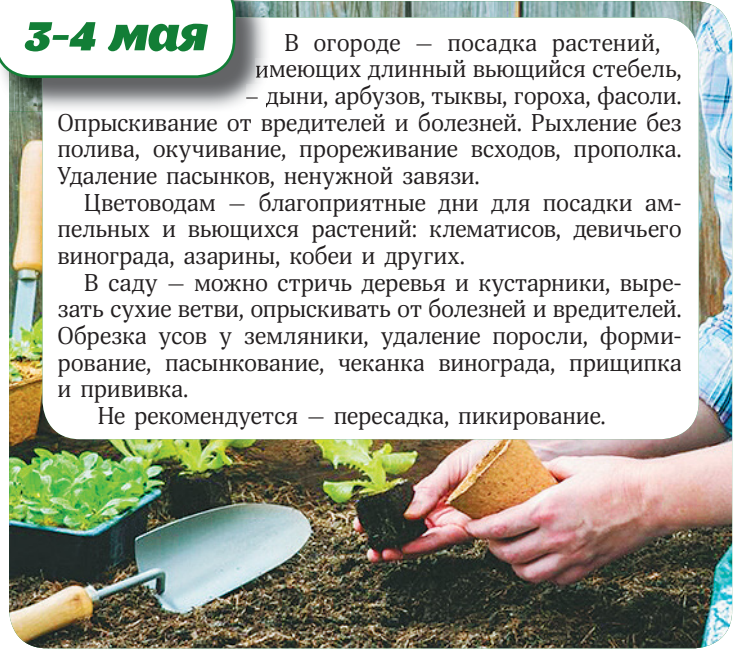 3-4 мая
В огороде — посадка растений,
имеющих длинный вьющийся стебель,
– дыни, арбузов, тыквы, гороха, фасоли.
Опрыскивание от вредителей и болезней. Рыхление без
полива, окучивание, прореживание всходов, прополка.
Удаление пасынков, ненужной завязи.
Цветоводам — благоприятные дни для посадки ам-
пельных и вьющихся растений: клематисов, девичьего
винограда, азарины, кобеи и других.
В саду — можно стричь деревья и кустарники, выре-
зать сухие ветви, опрыскивать от болезней и вредителей.
Обрезка усов у земляники, удаление поросли, форми-
рование, пасынкование, чеканка винограда, прищипка
и прививка.
Не рекомендуется — пересадка, пикирование.